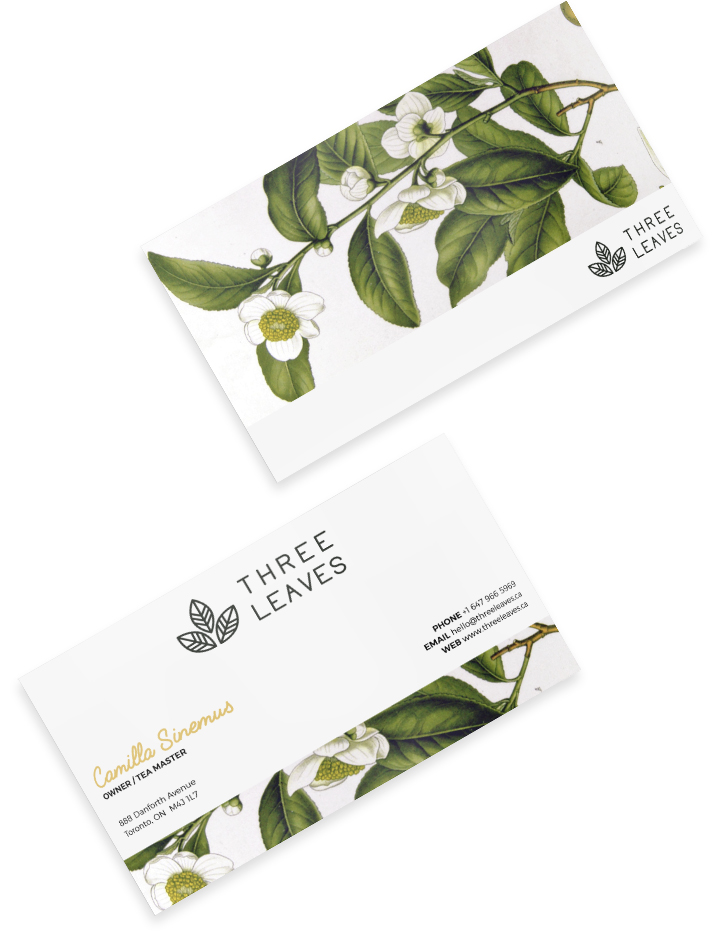 THREE
LEAVES
THREE
LEAVES
PHONE +1 647 966 5969
EMAIL hello@threeleaves.ca
WEB www.threeleaves.ca
Camilla Sinemus
OWNER / TEA MASTER
888 Danforth Avenue
Toronto, ON M4J 1L7